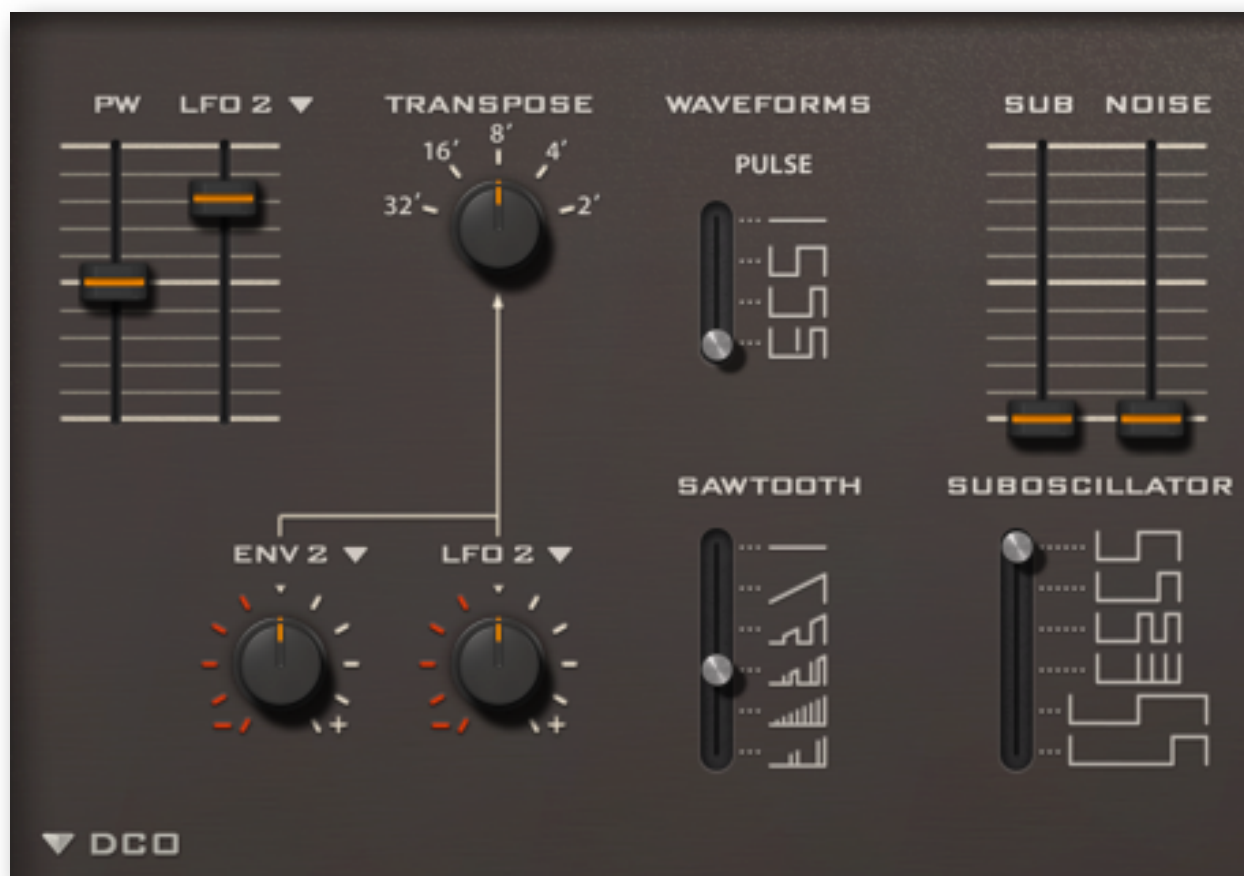 PW LFO 2 ▼ TRANSPOSE WAVEFORMS SUB NOISE
8′
16′ 4′
PULSE
32′ 2′
SAWTOOTH SUBOSCILLATOR
ENV 2 ▼ LFO 2 ▼
− + − +
▼ DCO